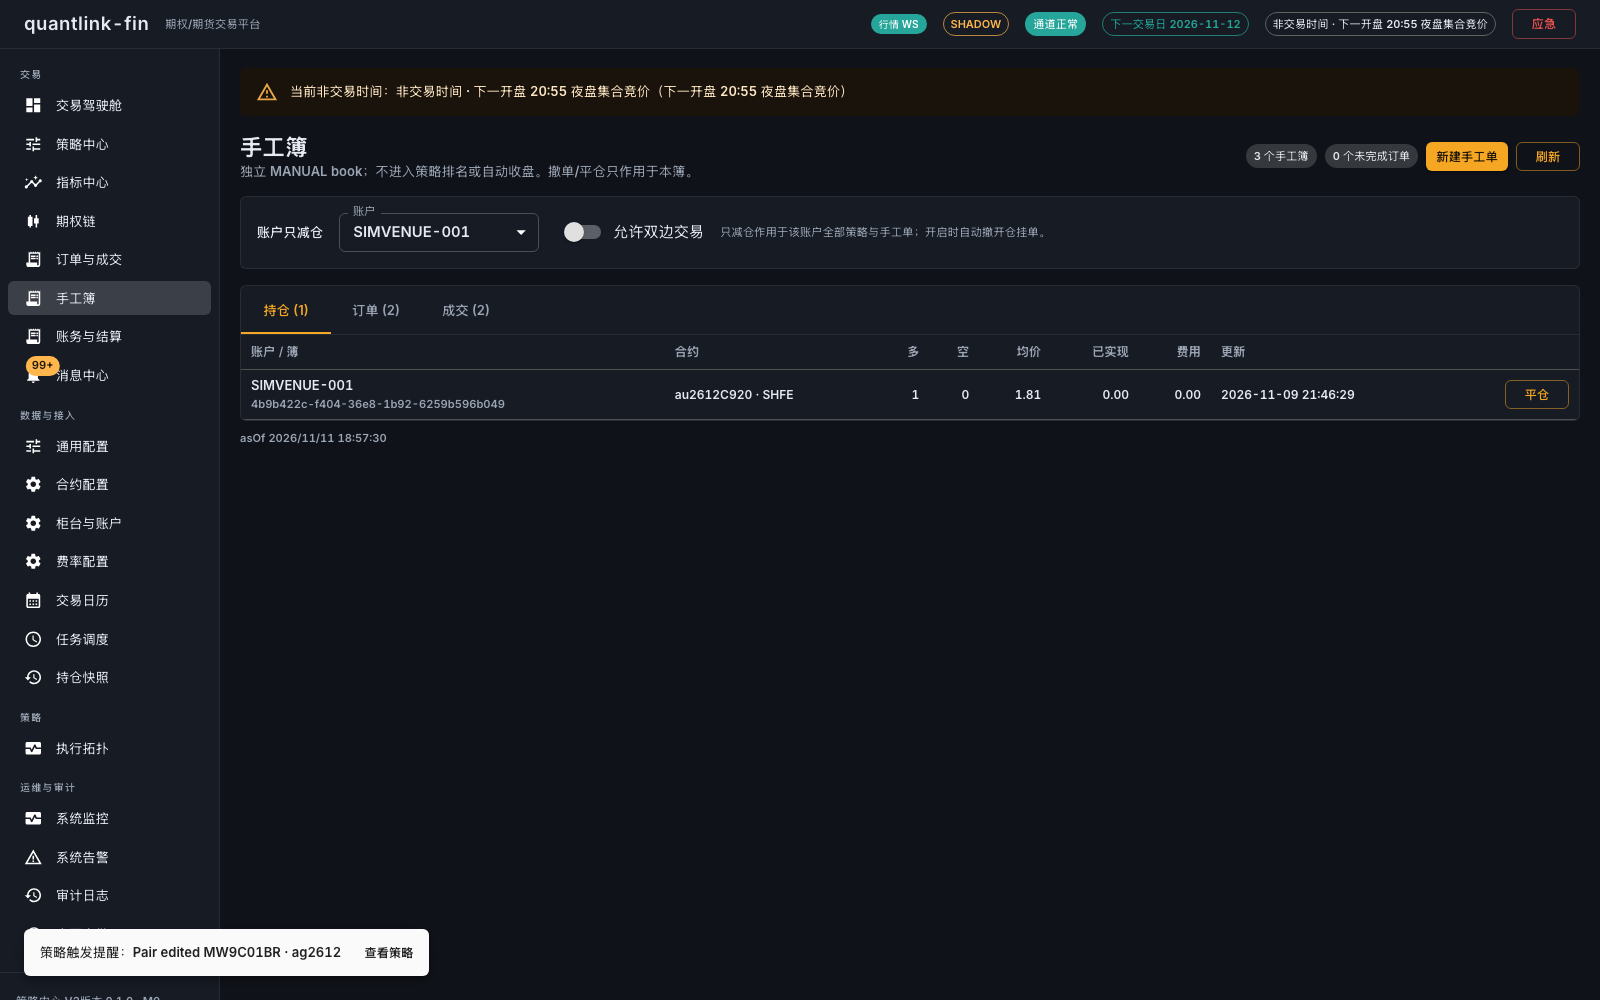 quantlink-fin 期权/期货交易平台 行情 WS SHADOW 通道正常 下一交易日 2026-11-12 非交易时间 · 下一开盘 20:55 夜盘集合竞价 应急
交易
交易驾驶舱
策略中心
指标中心
期权链
订单与成交
手工簿
账务与结算
99+
消息中心
数据与接入
通用配置
合约配置
柜台与账户
费率配置
交易日历
任务调度
持仓快照
策略
执行拓扑
运维与审计
系统监控
系统告警
审计日志
当前非交易时间：非交易时间 · 下一开盘 20:55 夜盘集合竞价（下一开盘 20:55 夜盘集合竞价）
手工簿
独立 MANUAL book；不进入策略排名或自动收盘。撤单/平仓只作用于本簿。
3 个手工簿 0 个未完成订单 新建手工单 刷新
账户只减仓 账户 SIMVENUE-001 允许双边交易 只减仓作用于该账户全部策略与手工单；开启时自动撤开仓挂单。
持仓 (1) 订单 (2) 成交 (2)
账户 / 簿 合约 多 空 均价 已实现 费用 更新
SIMVENUE-001
4b9b422c-f404-36e8-1b92-6259b596b049
au2612C920 · SHFE 1 0 1.81 0.00 0.00 2026-11-09 21:46:29 平仓
asOf 2026/11/11 18:57:30
策略触发提醒：Pair edited MW9C01BR · ag2612 查看策略